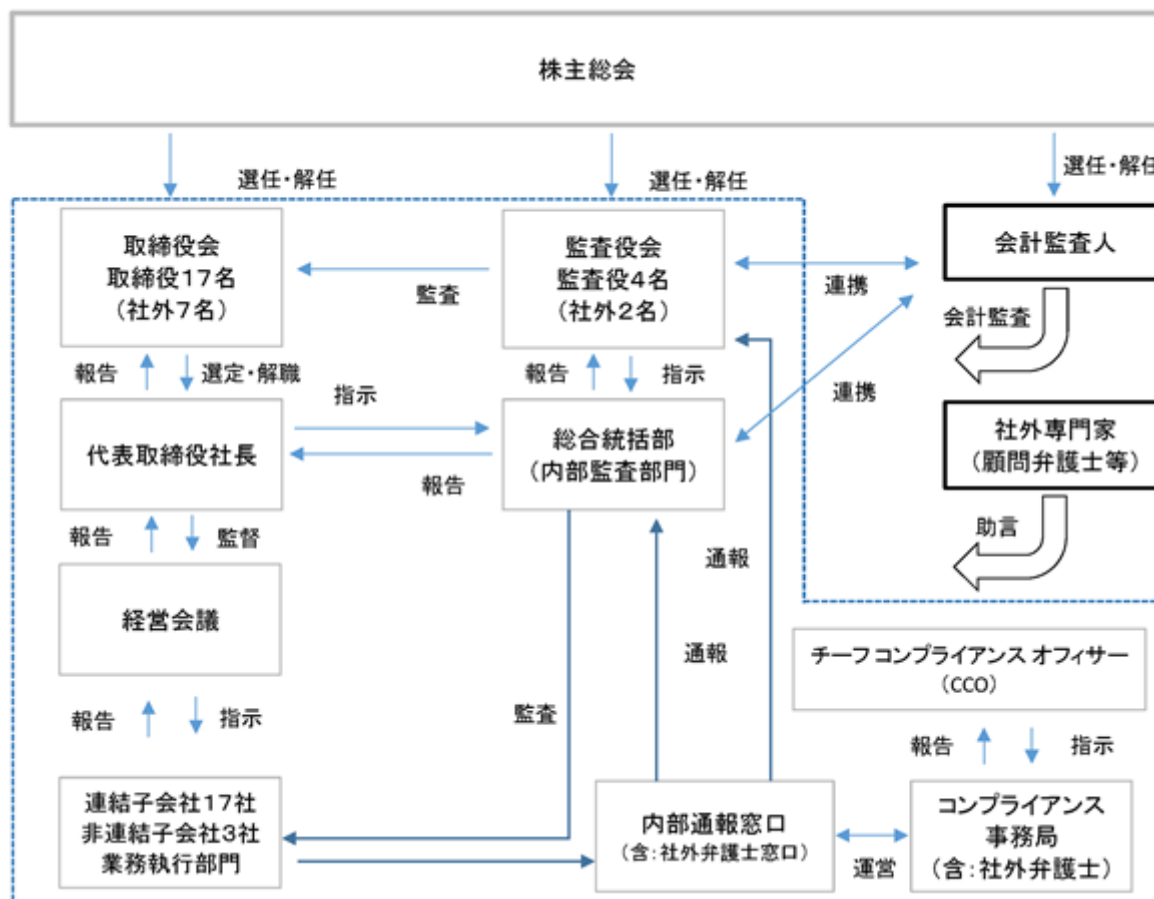 株主総会
選任・解任
選任・解任
選任・解任
取締役会
取締役17名
(社外7名)
監査
監査役会
監査役4名
(社外2名)
連携
会計監査人
会計監査
報告
選定・解職
報告
指示
連携
指示
代表取締役社長
総合統括部
(内部監査部門)
報告
社外専門家
(顧問弁護士等)
助言
報告
監督
通報
経営会議
チーフコンプライアンス オフィサー
(CCO)
通報
報告
指示
監査
報告
指示
連結子会社17社
非連結子会社3社
業務執行部門
内部通報窓口
(含:社外弁護士窓口)
運営
コンプライアンス
事務局
(含:社外弁護士)